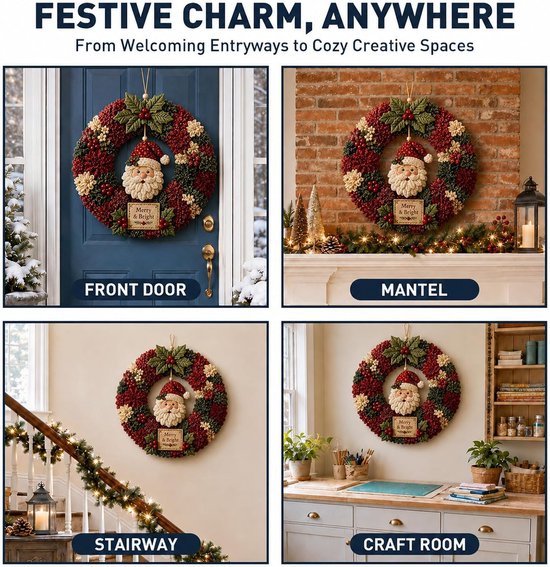 FESTIVE CHARM, ANYWHERE
From Welcoming Entryways to Cozy Creative Spaces
Merry
& Bright
FRONT DOOR
Merry
& Bright
MANTEL
Merry
& Bright
STAIRWAY
Merry
& Bright
CRAFT ROOM